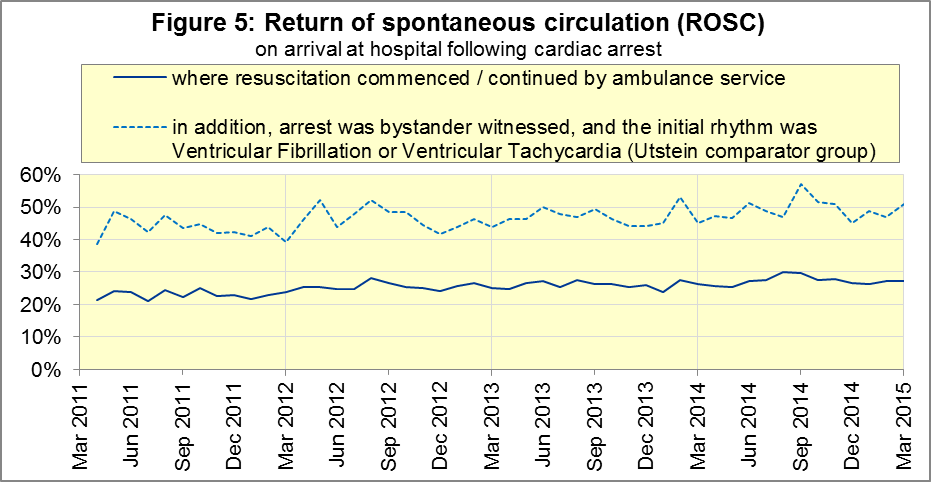 Figure 5: Return of spontaneous circulation (ROSC)
on arrival at hospital following cardiac arrest
where resuscitation commenced / continued by ambulance service
in addition, arrest was bystander witnessed, and the initial rhythm was
Ventricular Fibrillation or Ventricular Tachycardia (Utstein comparator group)
60%
50%
40%
30%
20%
10%
0%
Mar 2011
Jun 2011
Sep 2011
Dec 2011
Mar 2012
Jun 2012
Sep 2012
Dec 2012
Mar 2013
Jun 2013
Sep 2013
Dec 2013
Mar 2014
Jun 2014
Sep 2014
Dec 2014
Mar 2015